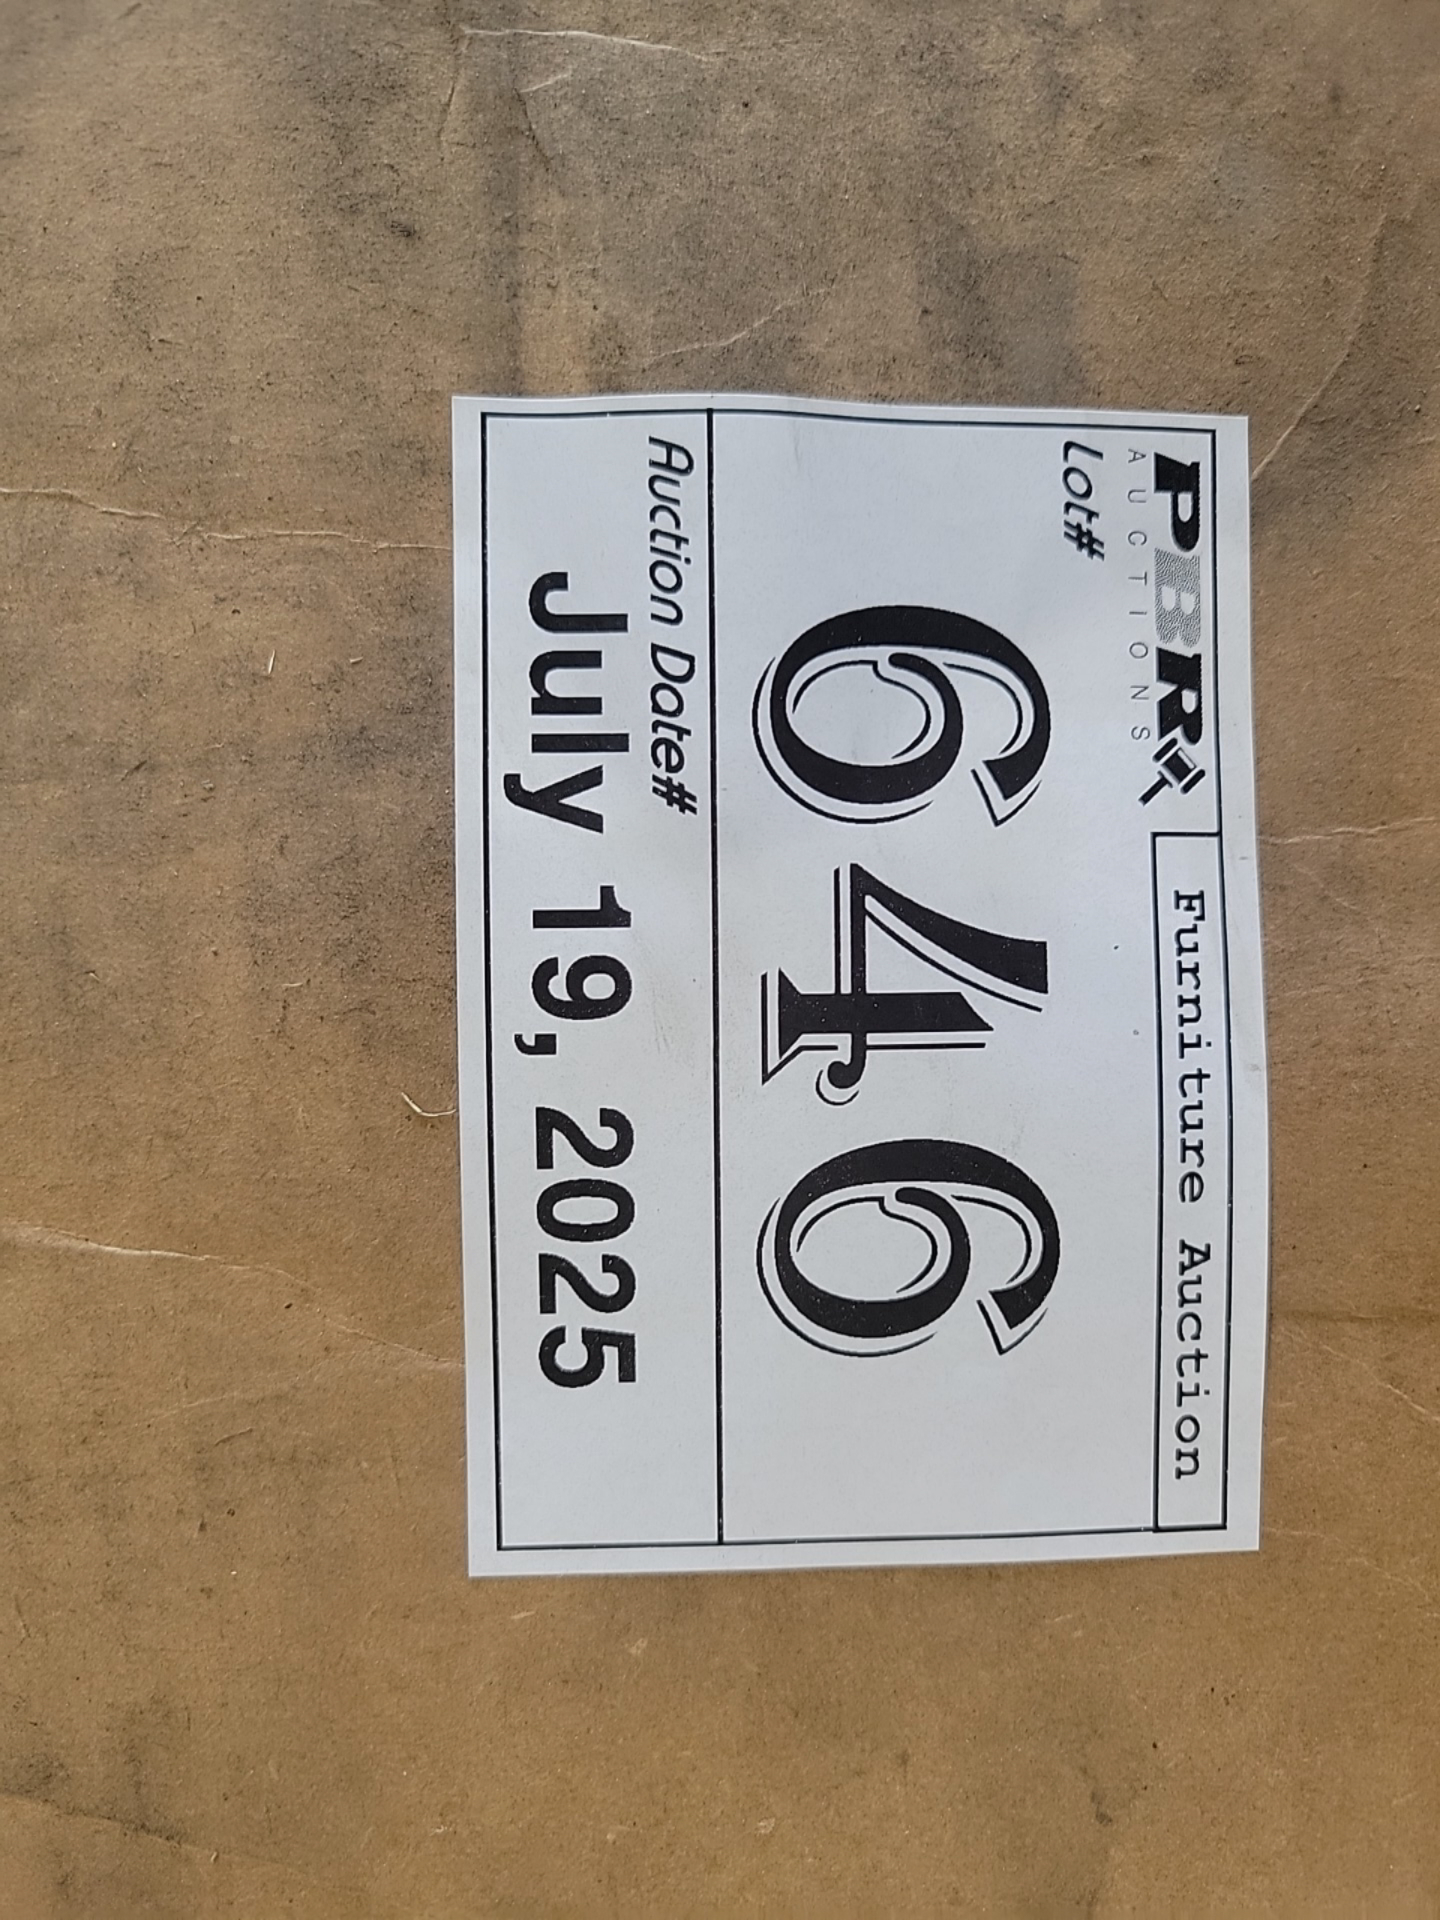 PBR
AUCTIONS
Furniture Auction
Lot#
646
Auction Date#
July 19, 2025